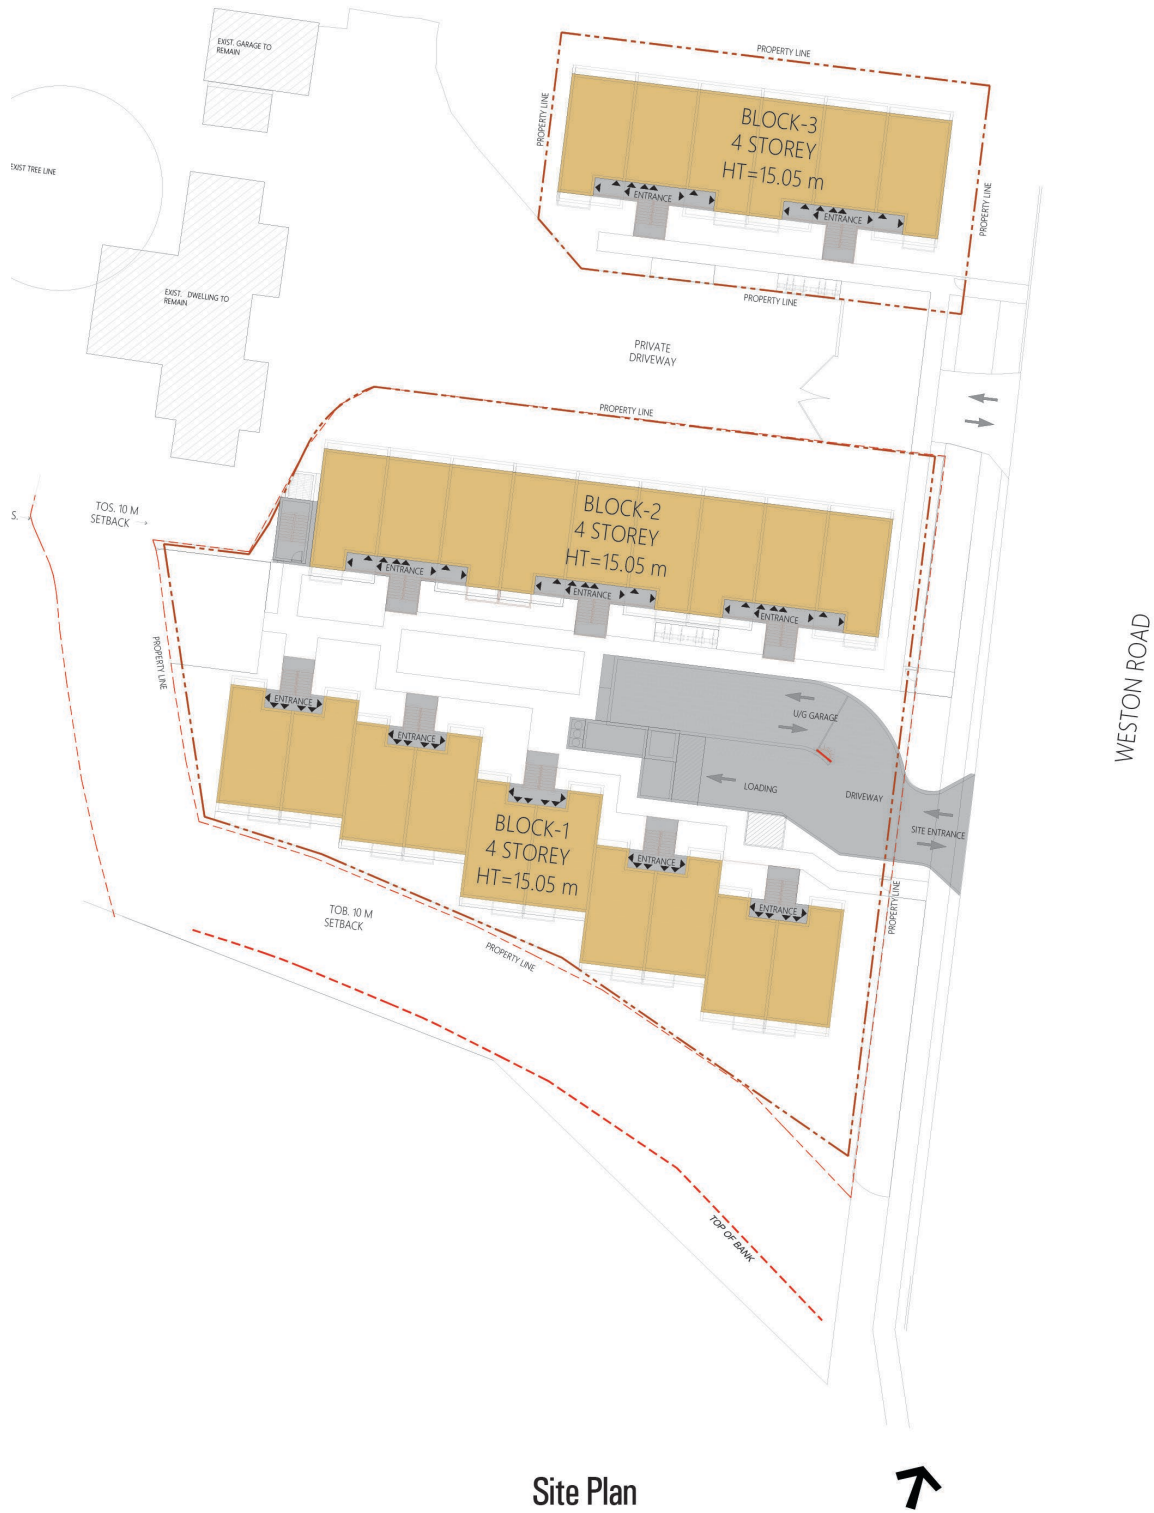 EXIST. GARAGE TO
REMAIN
PROPERTY LINE
PROPERTY LINE
BLOCK-3
4 STOREY
HT=15.05 m
EXIST TREE LINE
ENTRANCE
ENTRANCE
PROPERTY LINE
EXIST. DWELLING TO
REMAIN
PROPERTY LINE
PRIVATE
DRIVEWAY
PROPERTY LINE
TOS. 10 M
SETBACK
S.
BLOCK-2
4 STOREY
HT=15.05 m
ENTRANCE
ENTRANCE
ENTRANCE
PROPERTY LINE
WESTON ROAD
ENTRANCE
ENTRANCE
U/G GARAGE
LOADING
DRIVEWAY
SITE ENTRANCE
BLOCK-1
4 STOREY
HT=15.05 m
ENTRANCE
ENTRANCE
PROPERTY LINE
TOB. 10 M
SETBACK
PROPERTY LINE
TOP OF BANK
Site Plan